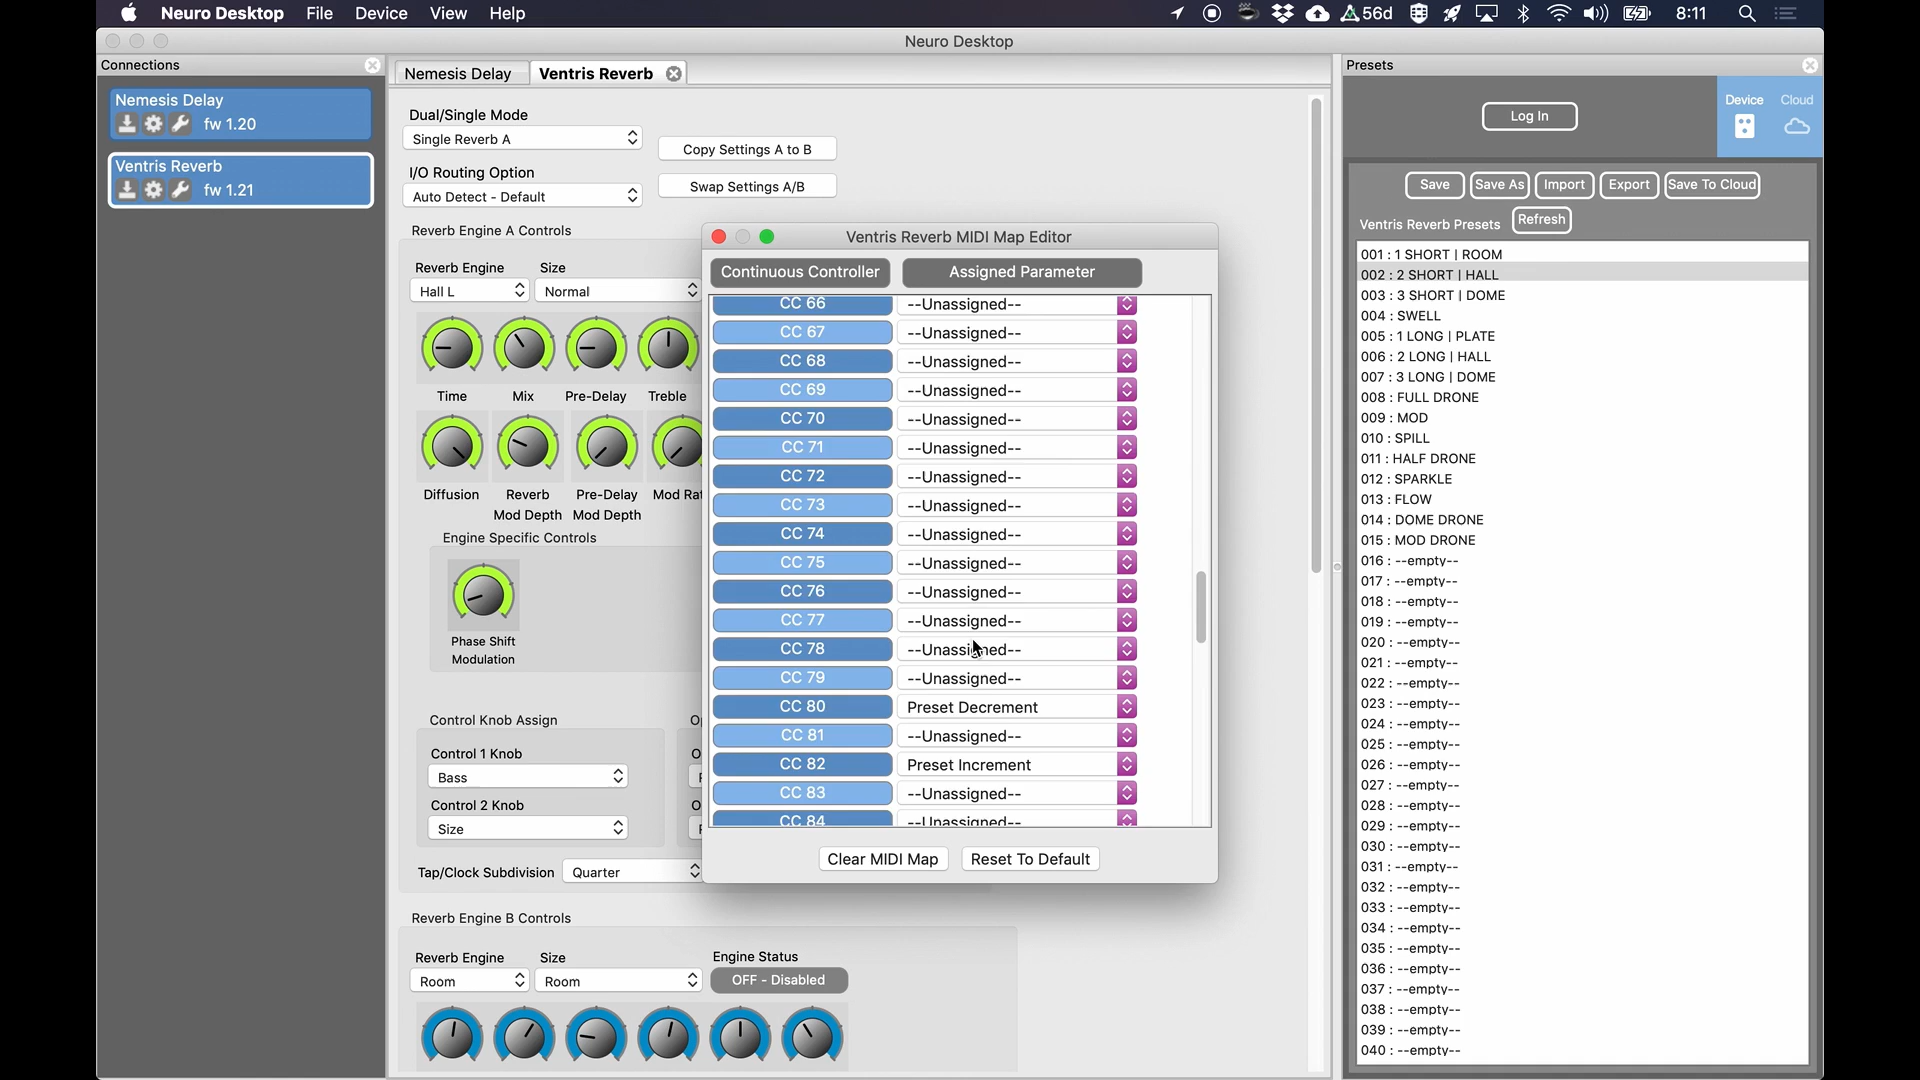 Neuro Desktop File Device View Help 56d 8:11
Neuro Desktop
Connections
Nemesis Delay
fw 1.20
Ventris Reverb
fw 1.21
Nemesis Delay
Ventris Reverb
Dual/Single Mode
Single Reverb A
Copy Settings A to B
I/O Routing Option
Auto Detect - Default
Swap Settings A/B
Reverb Engine A Controls
Reverb Engine Size
Hall L Normal
Time Mix Pre-Delay Treble
Diffusion Reverb Mod Depth Pre-Delay Mod Depth Mod Rat
Engine Specific Controls
Phase Shift
Modulation
Control Knob Assign
Control 1 Knob
Bass
Control 2 Knob
Size
Tap/Clock Subdivision Quarter
Reverb Engine B Controls
Reverb Engine Size Engine Status
Room Room OFF - Disabled
Ventris Reverb MIDI Map Editor
Continuous Controller Assigned Parameter
CC 66 --Unassigned--
CC 67 --Unassigned--
CC 68 --Unassigned--
CC 69 --Unassigned--
CC 70 --Unassigned--
CC 71 --Unassigned--
CC 72 --Unassigned--
CC 73 --Unassigned--
CC 74 --Unassigned--
CC 75 --Unassigned--
CC 76 --Unassigned--
CC 77 --Unassigned--
CC 78 --Unassigned--
CC 79 --Unassigned--
CC 80 Preset Decrement
CC 81 --Unassigned--
CC 82 Preset Increment
CC 83 --Unassigned--
CC 84 --Unassigned--
Clear MIDI Map Reset To Default
Presets
Log In
Device Cloud
Save Save As Import Export Save To Cloud
Ventris Reverb Presets Refresh
001 : 1 SHORT | ROOM
002 : 2 SHORT | HALL
003 : 3 SHORT | DOME
004 : SWELL
005 : 1 LONG | PLATE
006 : 2 LONG | HALL
007 : 3 LONG | DOME
008 : FULL DRONE
009 : MOD
010 : SPILL
011 : HALF DRONE
012 : SPARKLE
013 : FLOW
014 : DOME DRONE
015 : MOD DRONE
016 : --empty--
017 : --empty--
018 : --empty--
019 : --empty--
020 : --empty--
021 : --empty--
022 : --empty--
023 : --empty--
024 : --empty--
025 : --empty--
026 : --empty--
027 : --empty--
028 : --empty--
029 : --empty--
030 : --empty--
031 : --empty--
032 : --empty--
033 : --empty--
034 : --empty--
035 : --empty--
036 : --empty--
037 : --empty--
038 : --empty--
039 : --empty--
040 : --empty--